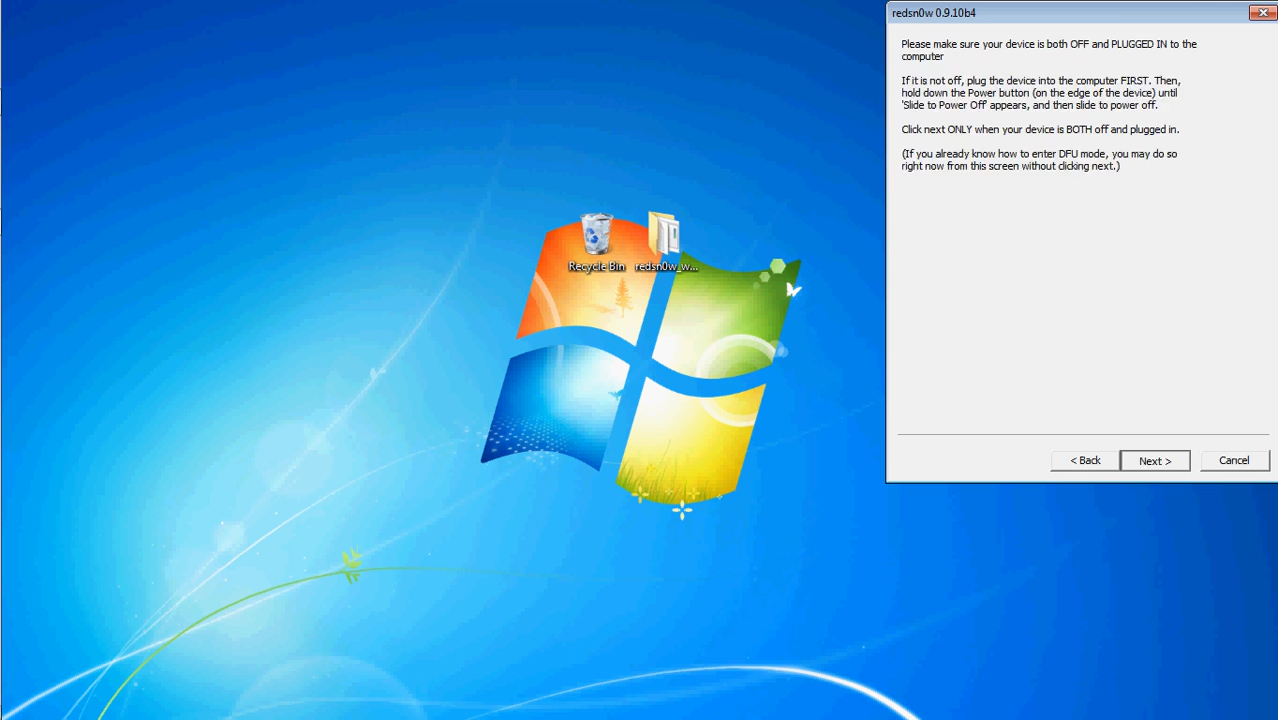 redsn0w 0.9.10b4
Please make sure your device is both OFF and PLUGGED IN to the
computer
If it is not off, plug the device into the computer FIRST. Then,
hold down the Power button (on the edge of the device) until
'Slide to Power Off' appears, and then slide to power off.
Click next ONLY when your device is BOTH off and plugged in.
(If you already know how to enter DFU mode, you may do so
right now from this screen without clicking next.)
Recycle Bin
redsn0w_w...
< Back
Next >
Cancel